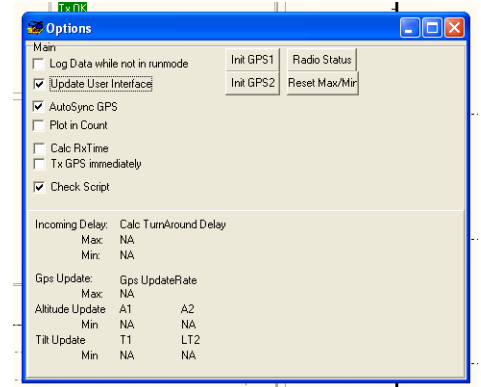 Tx OK
Options
Main
Log Data while not in runmode
Init GPS1
Radio Status
Update User Interface
Init GPS2
Reset Max/Min
AutoSync GPS
Plot in Count
Calc RxTime
Tx GPS immediately
Check Script
Incoming Delay: Calc TurnAround Delay
Max: NA
Min: NA
Gps Update: Gps UpdateRate
Max: NA
Altitude Update A1 A2
Min NA NA
Tilt Update T1 LT2
Min NA NA